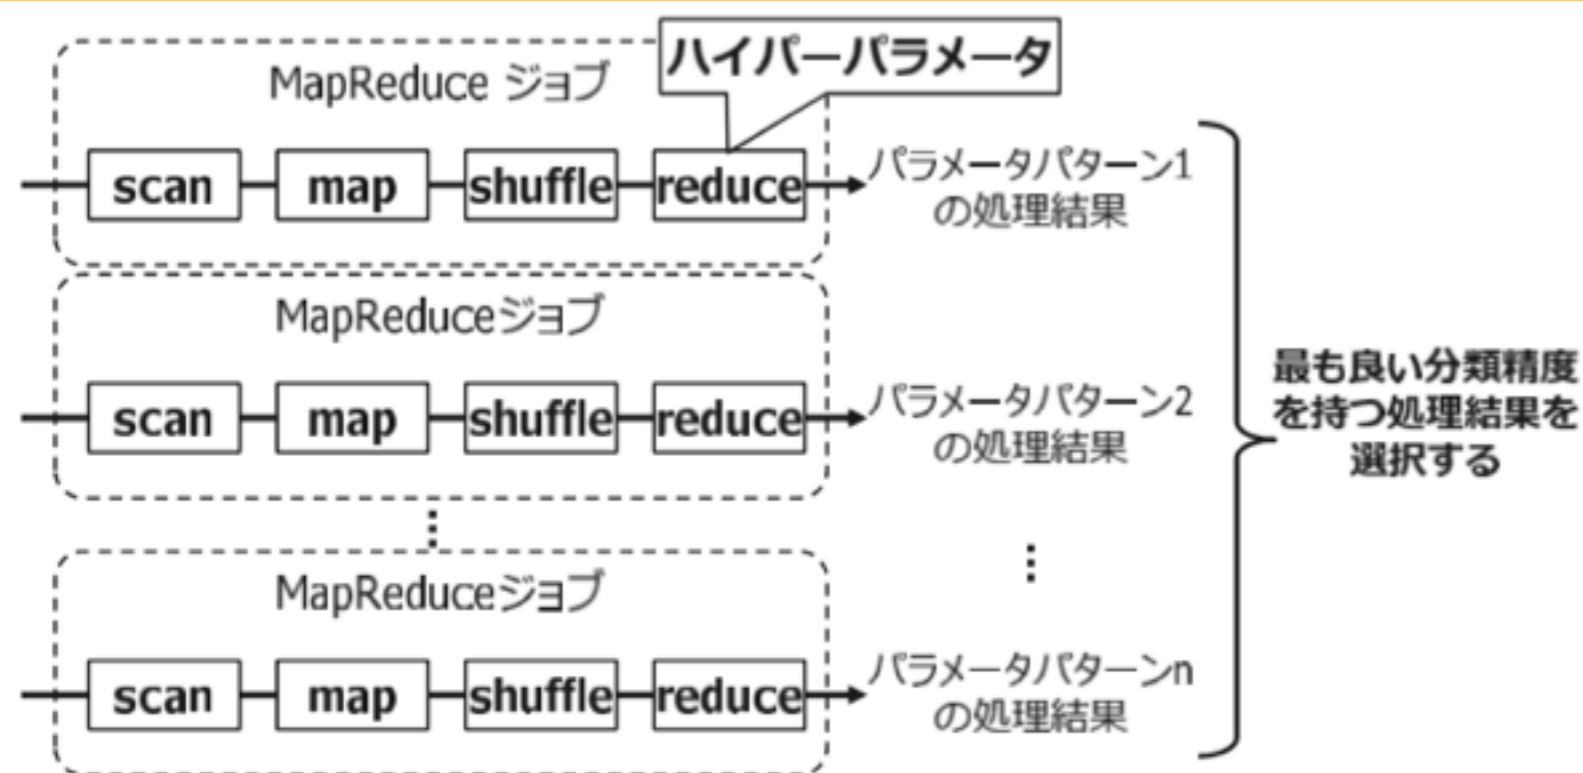 ハイパーパラメータ
MapReduce ジョブ
scan map shuffle reduce
パラメータパターン1
の処理結果
MapReduceジョブ
scan map shuffle reduce
パラメータパターン2
の処理結果
最も良い分類精度
を持つ処理結果を
選択する
MapReduceジョブ
scan map shuffle reduce
パラメータパターンn
の処理結果